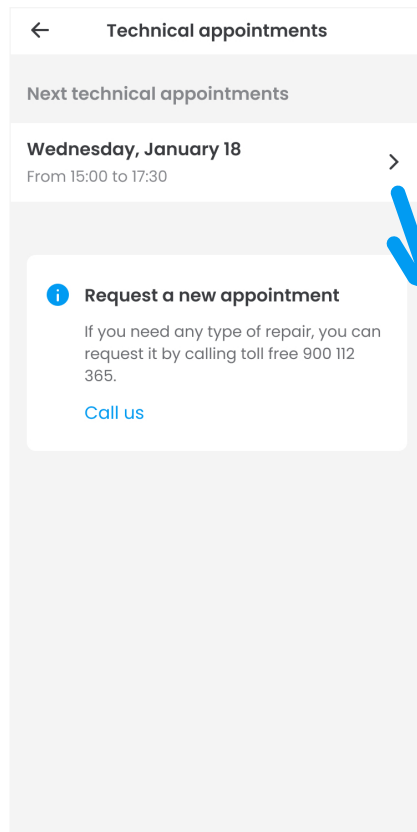 Technical appointments
Next technical appointments
Wednesday, January 18
From 15:00 to 17:30
Request a new appointment
If you need any type of repair, you can
request it by calling toll free 900 112
365.
Call us